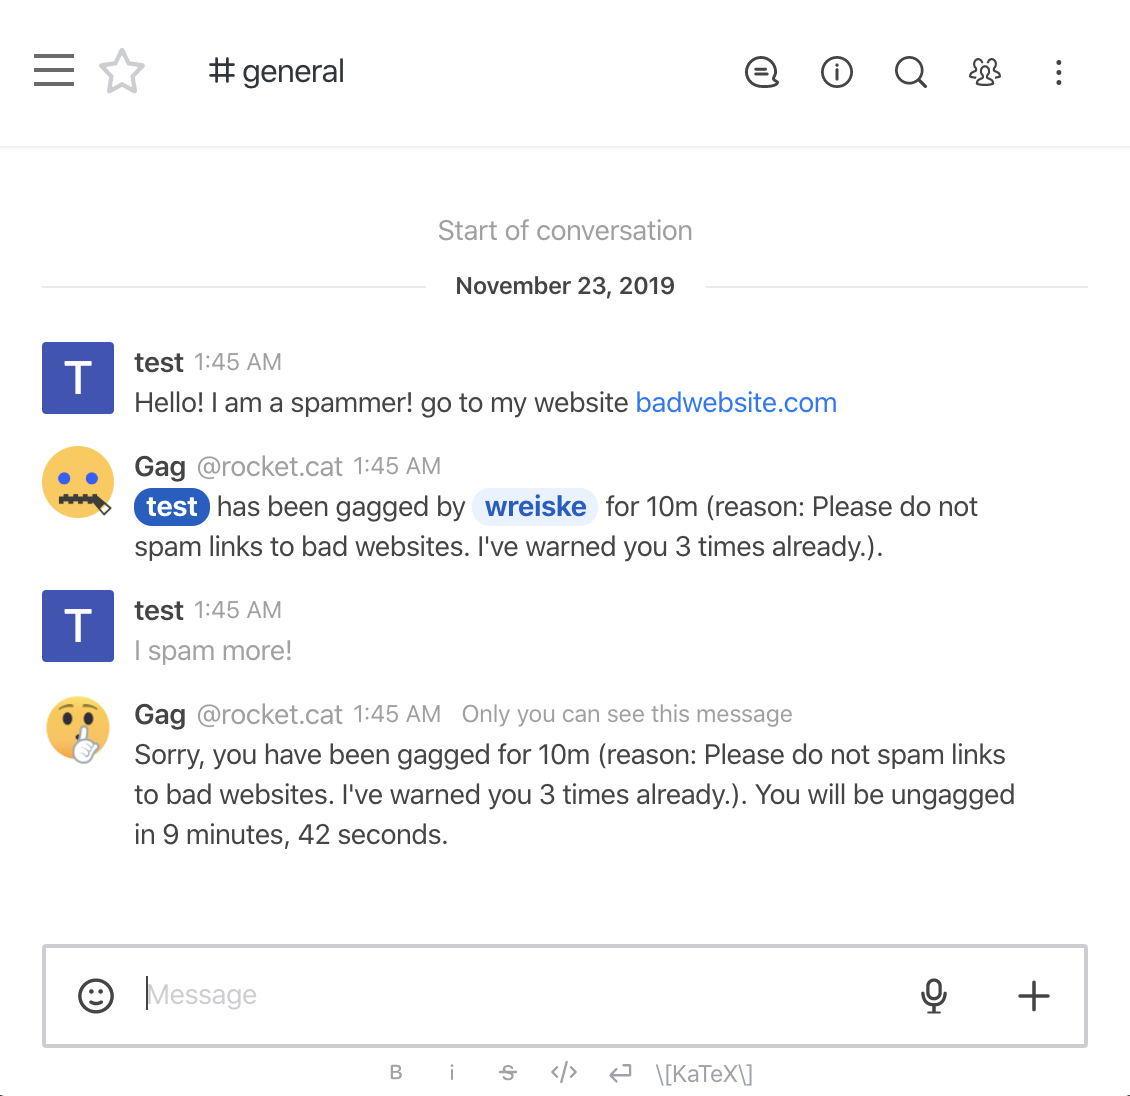 # general
Start of conversation
November 23, 2019
T
test 1:45 AM
Hello! I am a spammer! go to my website badwebsite.com
Gag @rocket.cat 1:45 AM
test has been gagged by wreiske for 10m (reason: Please do not
spam links to bad websites. I've warned you 3 times already.).
T
test 1:45 AM
I spam more!
Gag @rocket.cat 1:45 AM Only you can see this message
Sorry, you have been gagged for 10m (reason: Please do not spam links
to bad websites. I've warned you 3 times already.). You will be ungagged
in 9 minutes, 42 seconds.
Message
B i S </> \[KaTeX\]